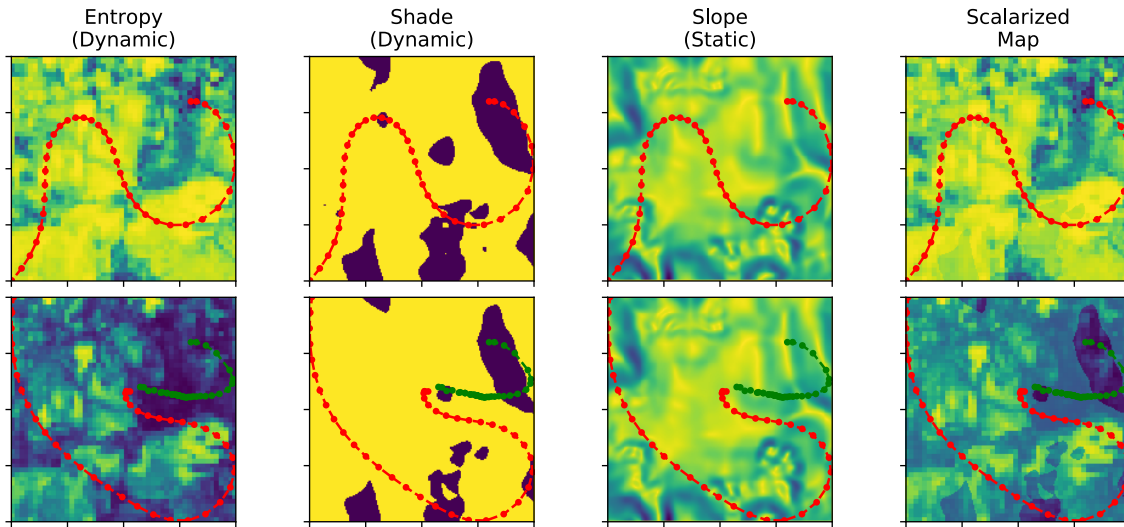 Entropy
(Dynamic)
Shade
(Dynamic)
Slope
(Static)
Scalarized
Map